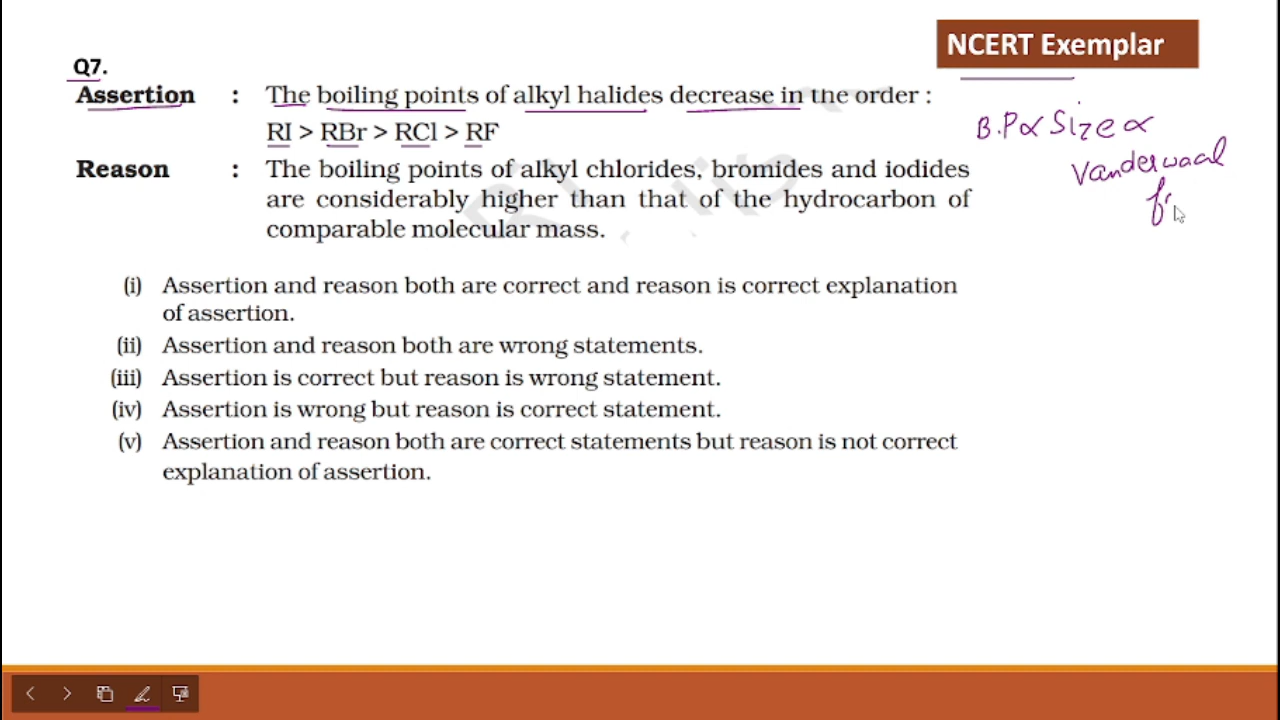 NCERT Exemplar
Q7.
Assertion : The boiling points of alkyl halides decrease in the order :
RI > RBr > RCl > RF
Reason : The boiling points of alkyl chlorides, bromides and iodides
are considerably higher than that of the hydrocarbon of
comparable molecular mass.
B.P ∝ Size ∝
Vanderwaal
(i) Assertion and reason both are correct and reason is correct explanation
of assertion.
(ii) Assertion and reason both are wrong statements.
(iii) Assertion is correct but reason is wrong statement.
(iv) Assertion is wrong but reason is correct statement.
(v) Assertion and reason both are correct statements but reason is not correct
explanation of assertion.